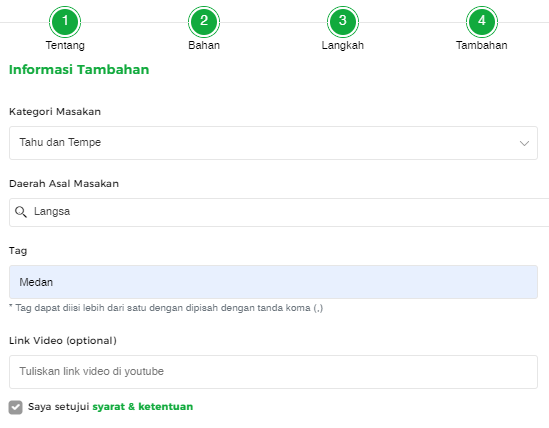 1 2 3 4
Tentang Bahan Langkah Tambahan
Informasi Tambahan
Kategori Masakan
Tahu dan Tempe
Daerah Asal Masakan
Langsa
Tag
Medan
* Tag dapat diisi lebih dari satu dengan dipisah dengan tanda koma (,)
Link Video (optional)
Tuliskan link video di youtube
Saya setujui syarat & ketentuan